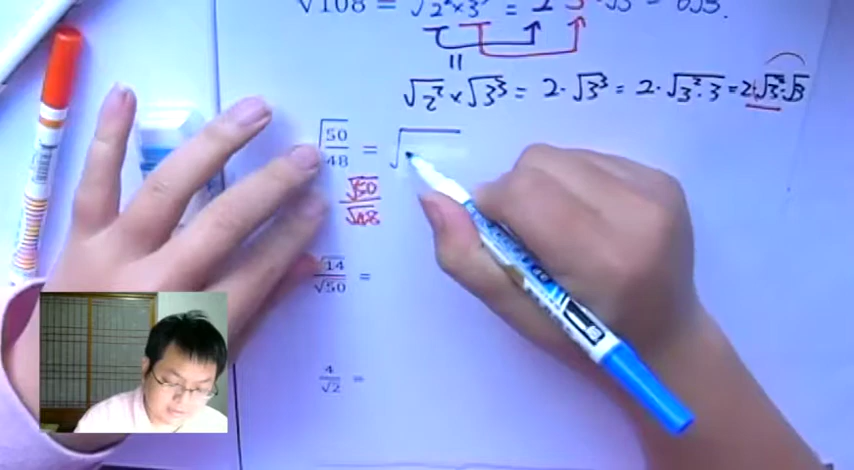 √108 = √2²×3³ = 2·3·√3 = 6√3.
√2² × √3³ = 2·√3³ = 2·√3²·3 = 2·√3²·√3
√50/48 = √
√50/√48
√14/√50 =
4/√2 =